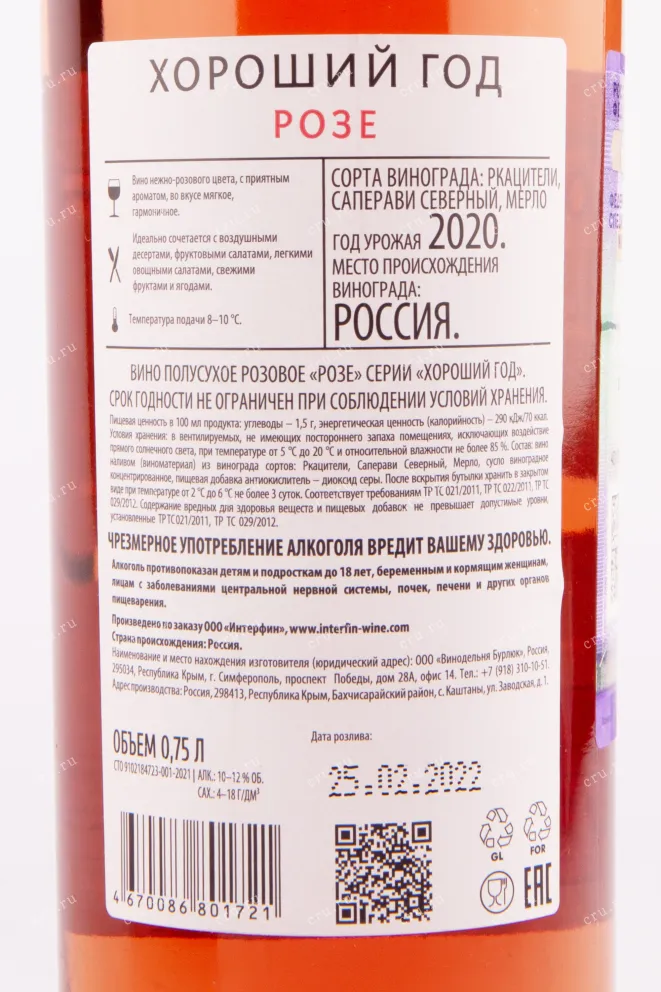 ХОРОШИЙ ГОД
РОЗЕ
Вино нежно-розового цвета, с приятным
ароматом, во вкусе мягкое,
гармоничное.
Идеально сочетается с воздушными
десертами, фруктовыми салатами, легкими
овощными салатами, свежими
фруктами и ягодами.
Температура подачи 8–10 °C.
СОРТА ВИНОГРАДА: РКАЦИТЕЛИ,
САПЕРАВИ СЕВЕРНЫЙ, МЕРЛО
ГОД УРОЖАЯ 2020.
МЕСТО ПРОИСХОЖДЕНИЯ
ВИНОГРАДА:
РОССИЯ.
ВИНО ПОЛУСУХОЕ РОЗОВОЕ «РОЗЕ» СЕРИИ «ХОРОШИЙ ГОД».
СРОК ГОДНОСТИ НЕ ОГРАНИЧЕН ПРИ СОБЛЮДЕНИИ УСЛОВИЙ ХРАНЕНИЯ.
Пищевая ценность в 100 мл продукта: углеводы – 1,5 г, энергетическая ценность (калорийность) – 290 кДж/70 ккал.
Условия хранения: в вентилируемых, не имеющих постороннего запаха помещениях, исключающих воздействие
прямого солнечного света, при температуре от 5 °C до 20 °C и относительной влажности не более 85 %. Состав: вино
наливом (виноматериал) из винограда сортов: Ркацители, Саперави Северный, Мерло, сусло виноградное
концентрированное, пищевая добавка антиокислитель – диоксид серы. После вскрытия бутылки хранить в закрытом
виде при температуре от 2 °C до 6 °C не более 3 суток. Соответствует требованиям ТР ТС 021/2011, ТР ТС 022/2011, ТР ТС
029/2012. Содержание вредных для здоровья веществ и пищевых добавок не превышает допустимые уровни,
установленные ТР ТС 021/2011, ТР ТС 029/2012.
ЧРЕЗМЕРНОЕ УПОТРЕБЛЕНИЕ АЛКОГОЛЯ ВРЕДИТ ВАШЕМУ ЗДОРОВЬЮ.
Алкоголь противопоказан детям и подросткам до 18 лет, беременным и кормящим женщинам,
лицам с заболеваниями центральной нервной системы, почек, печени и других органов
пищеварения.
Произведено по заказу ООО «Интерфин», www.interfin-wine.com
Страна происхождения: Россия.
Наименование и место нахождения изготовителя (юридический адрес): ООО «Винодельня Бурлюк», Россия,
295034, Республика Крым, г. Симферополь, проспект Победы, дом 28А, офис 14. Тел.: +7 (918) 310-10-51.
Адрес производства: Россия, 298413, Республика Крым, Бахчисарайский район, с. Каштаны, ул. Заводская, д. 1.
ОБЪЕМ 0,75 Л
СТО 9102184723-001-2021 | АЛК.: 10–12 % ОБ.
САХ.: 4–18 Г/ДМ³
Дата розлива:
25.02.2022
4 670086 801721
GL
FOR
EAC
cru.ru